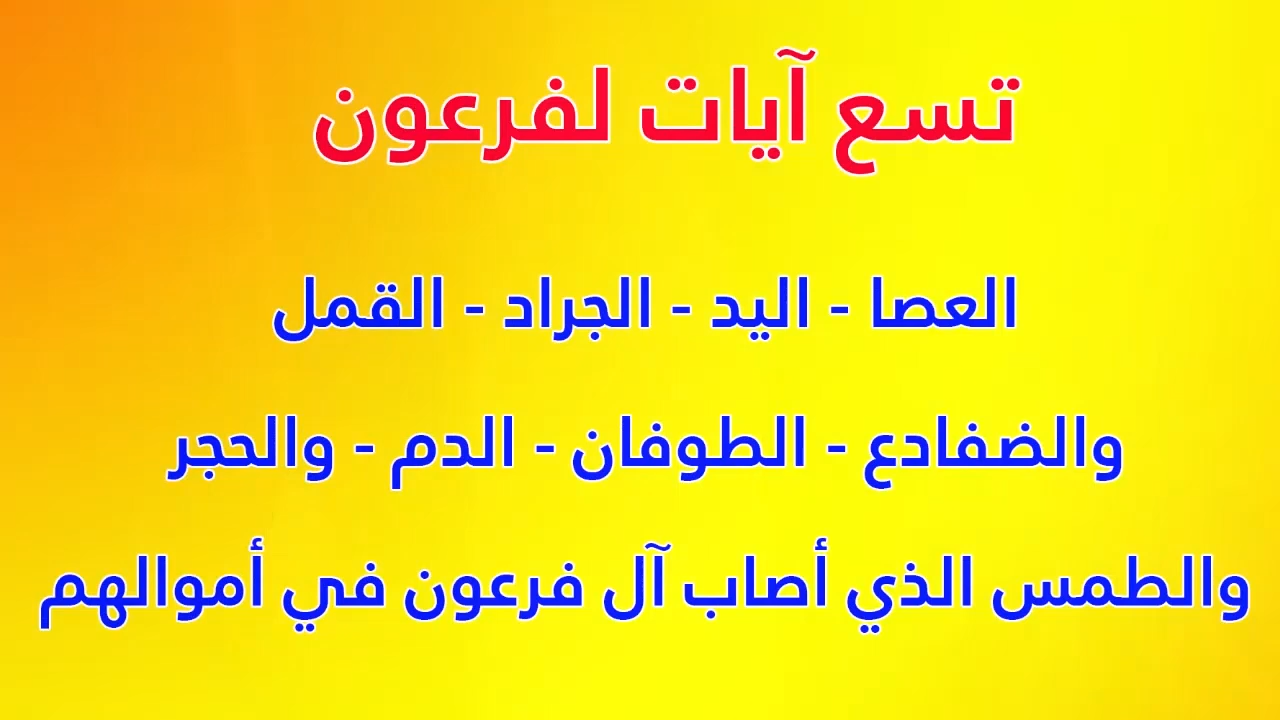 تسع آيات لفرعون
العصا - اليد - الجراد - القمل
والضفادع - الطوفان - الدم - والحجر
والطمس الذي أصاب آل فرعون في أموالهم